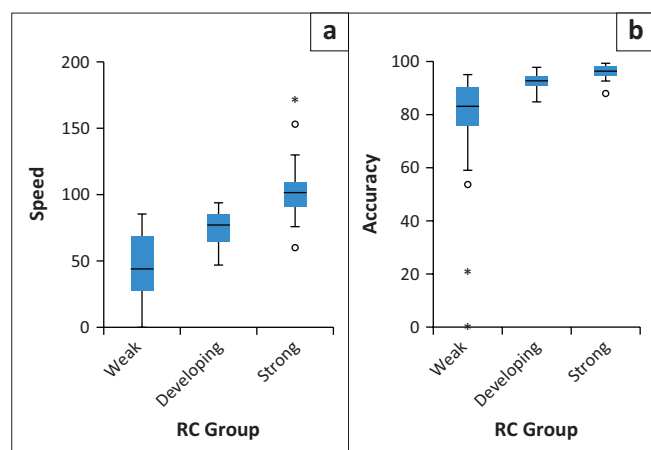 a
200
150
100
50
0
Speed
*
Weak
Developing
Strong
RC Group
b
100
80
60
40
20
0
Accuracy
*
*
Weak
Developing
Strong
RC Group